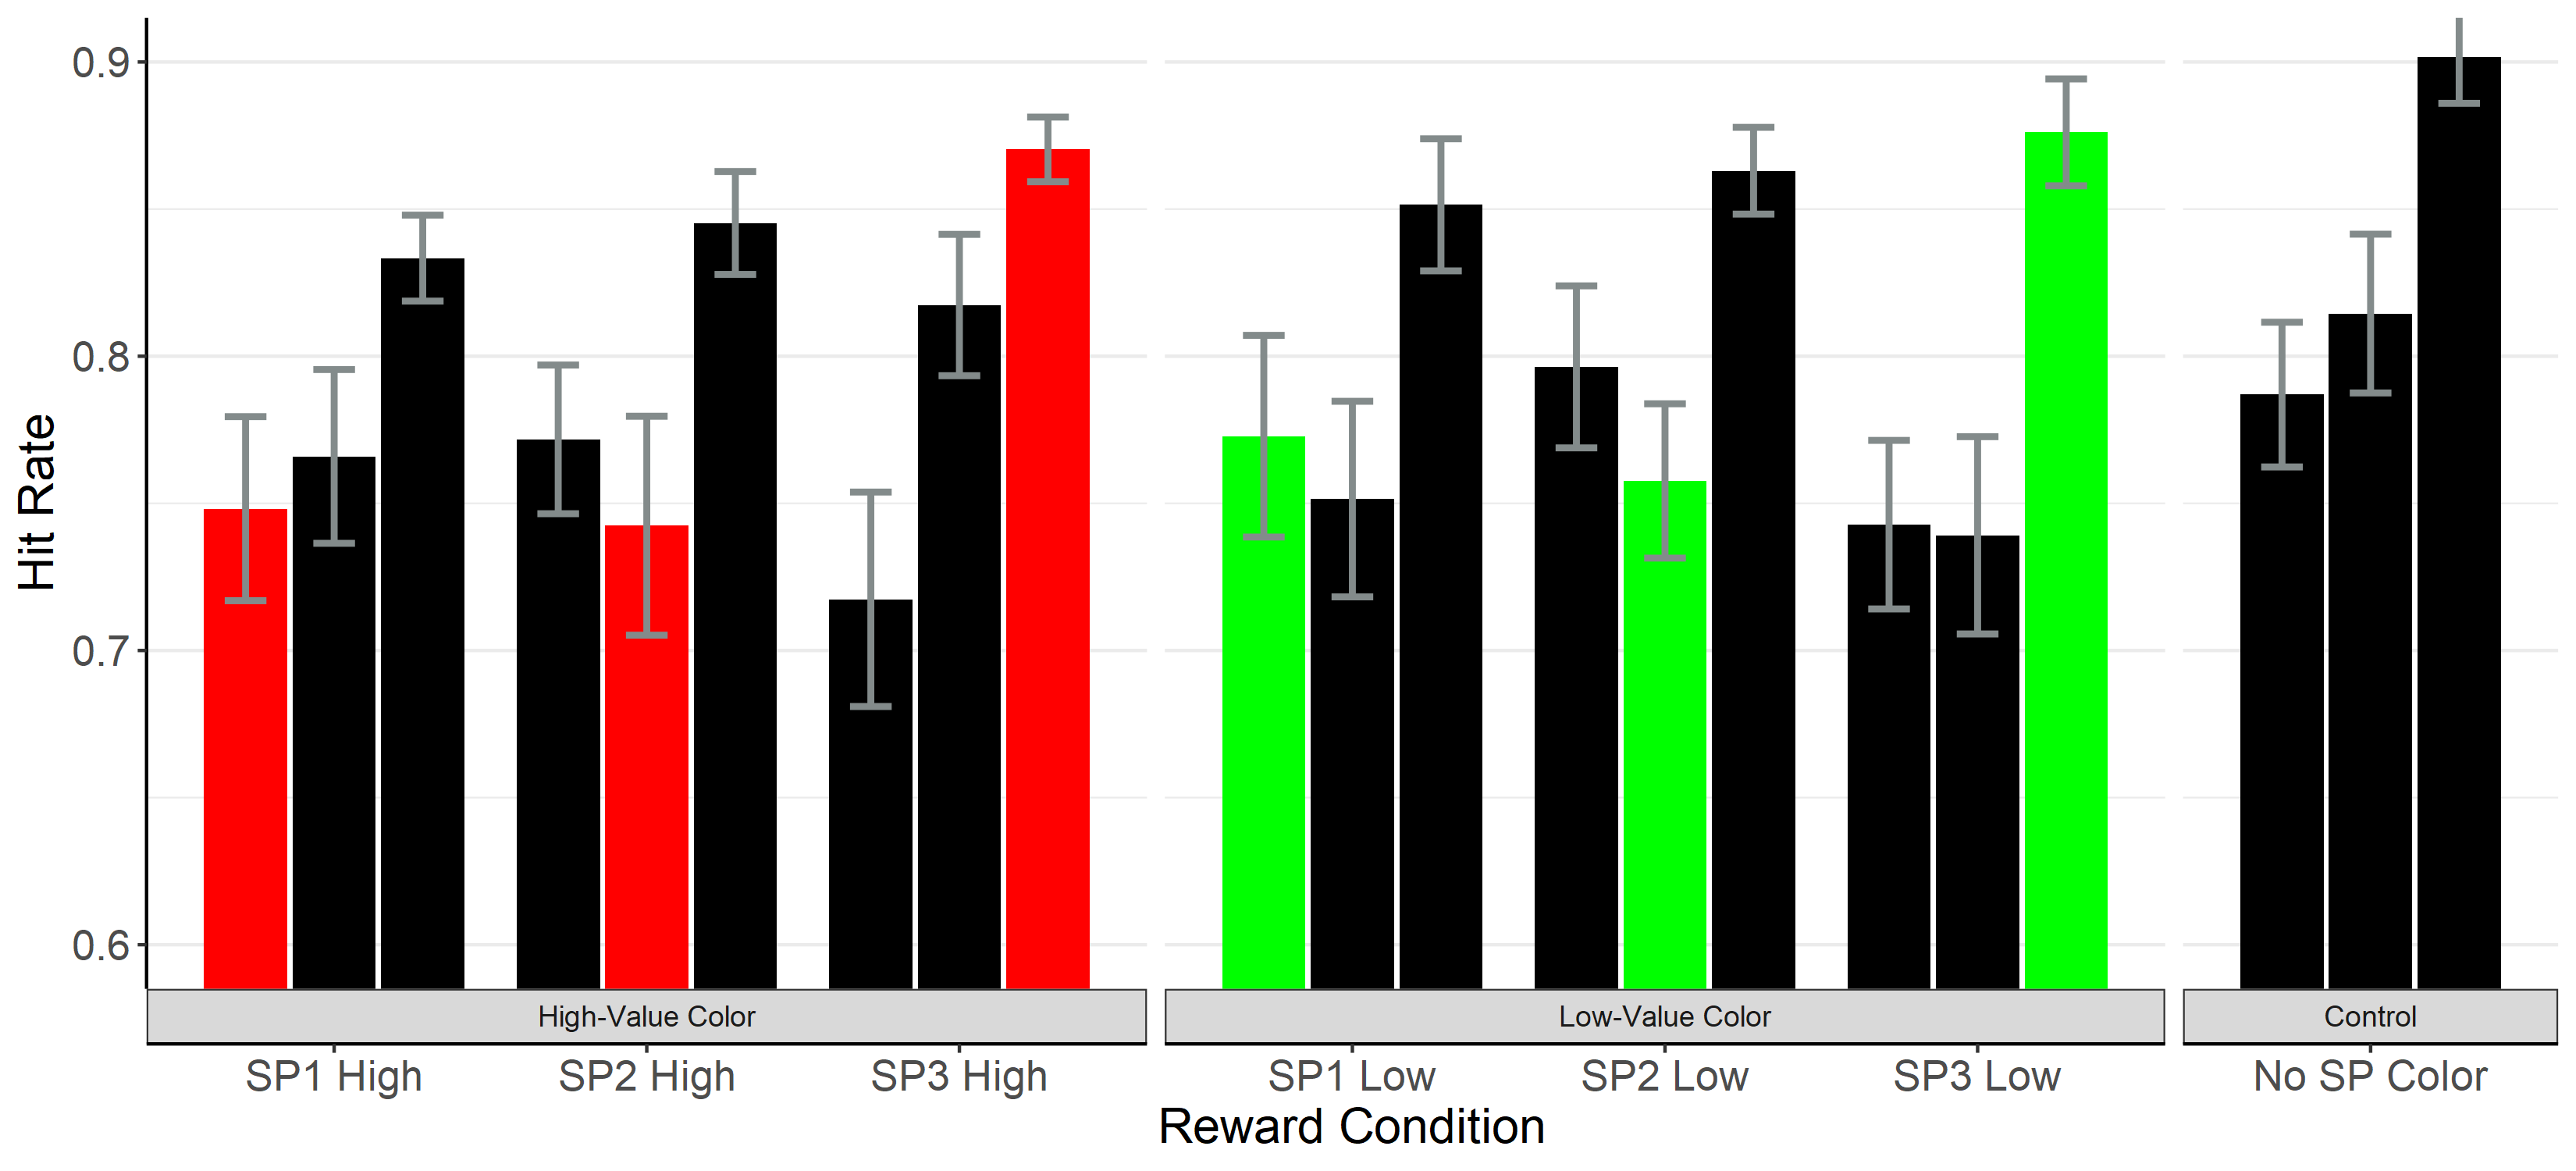 0.9
0.8
0.7
0.6
Hit Rate
High-Value Color
Low-Value Color
Control
SP1 High
SP2 High
SP3 High
SP1 Low
SP2 Low
SP3 Low
No SP Color
Reward Condition